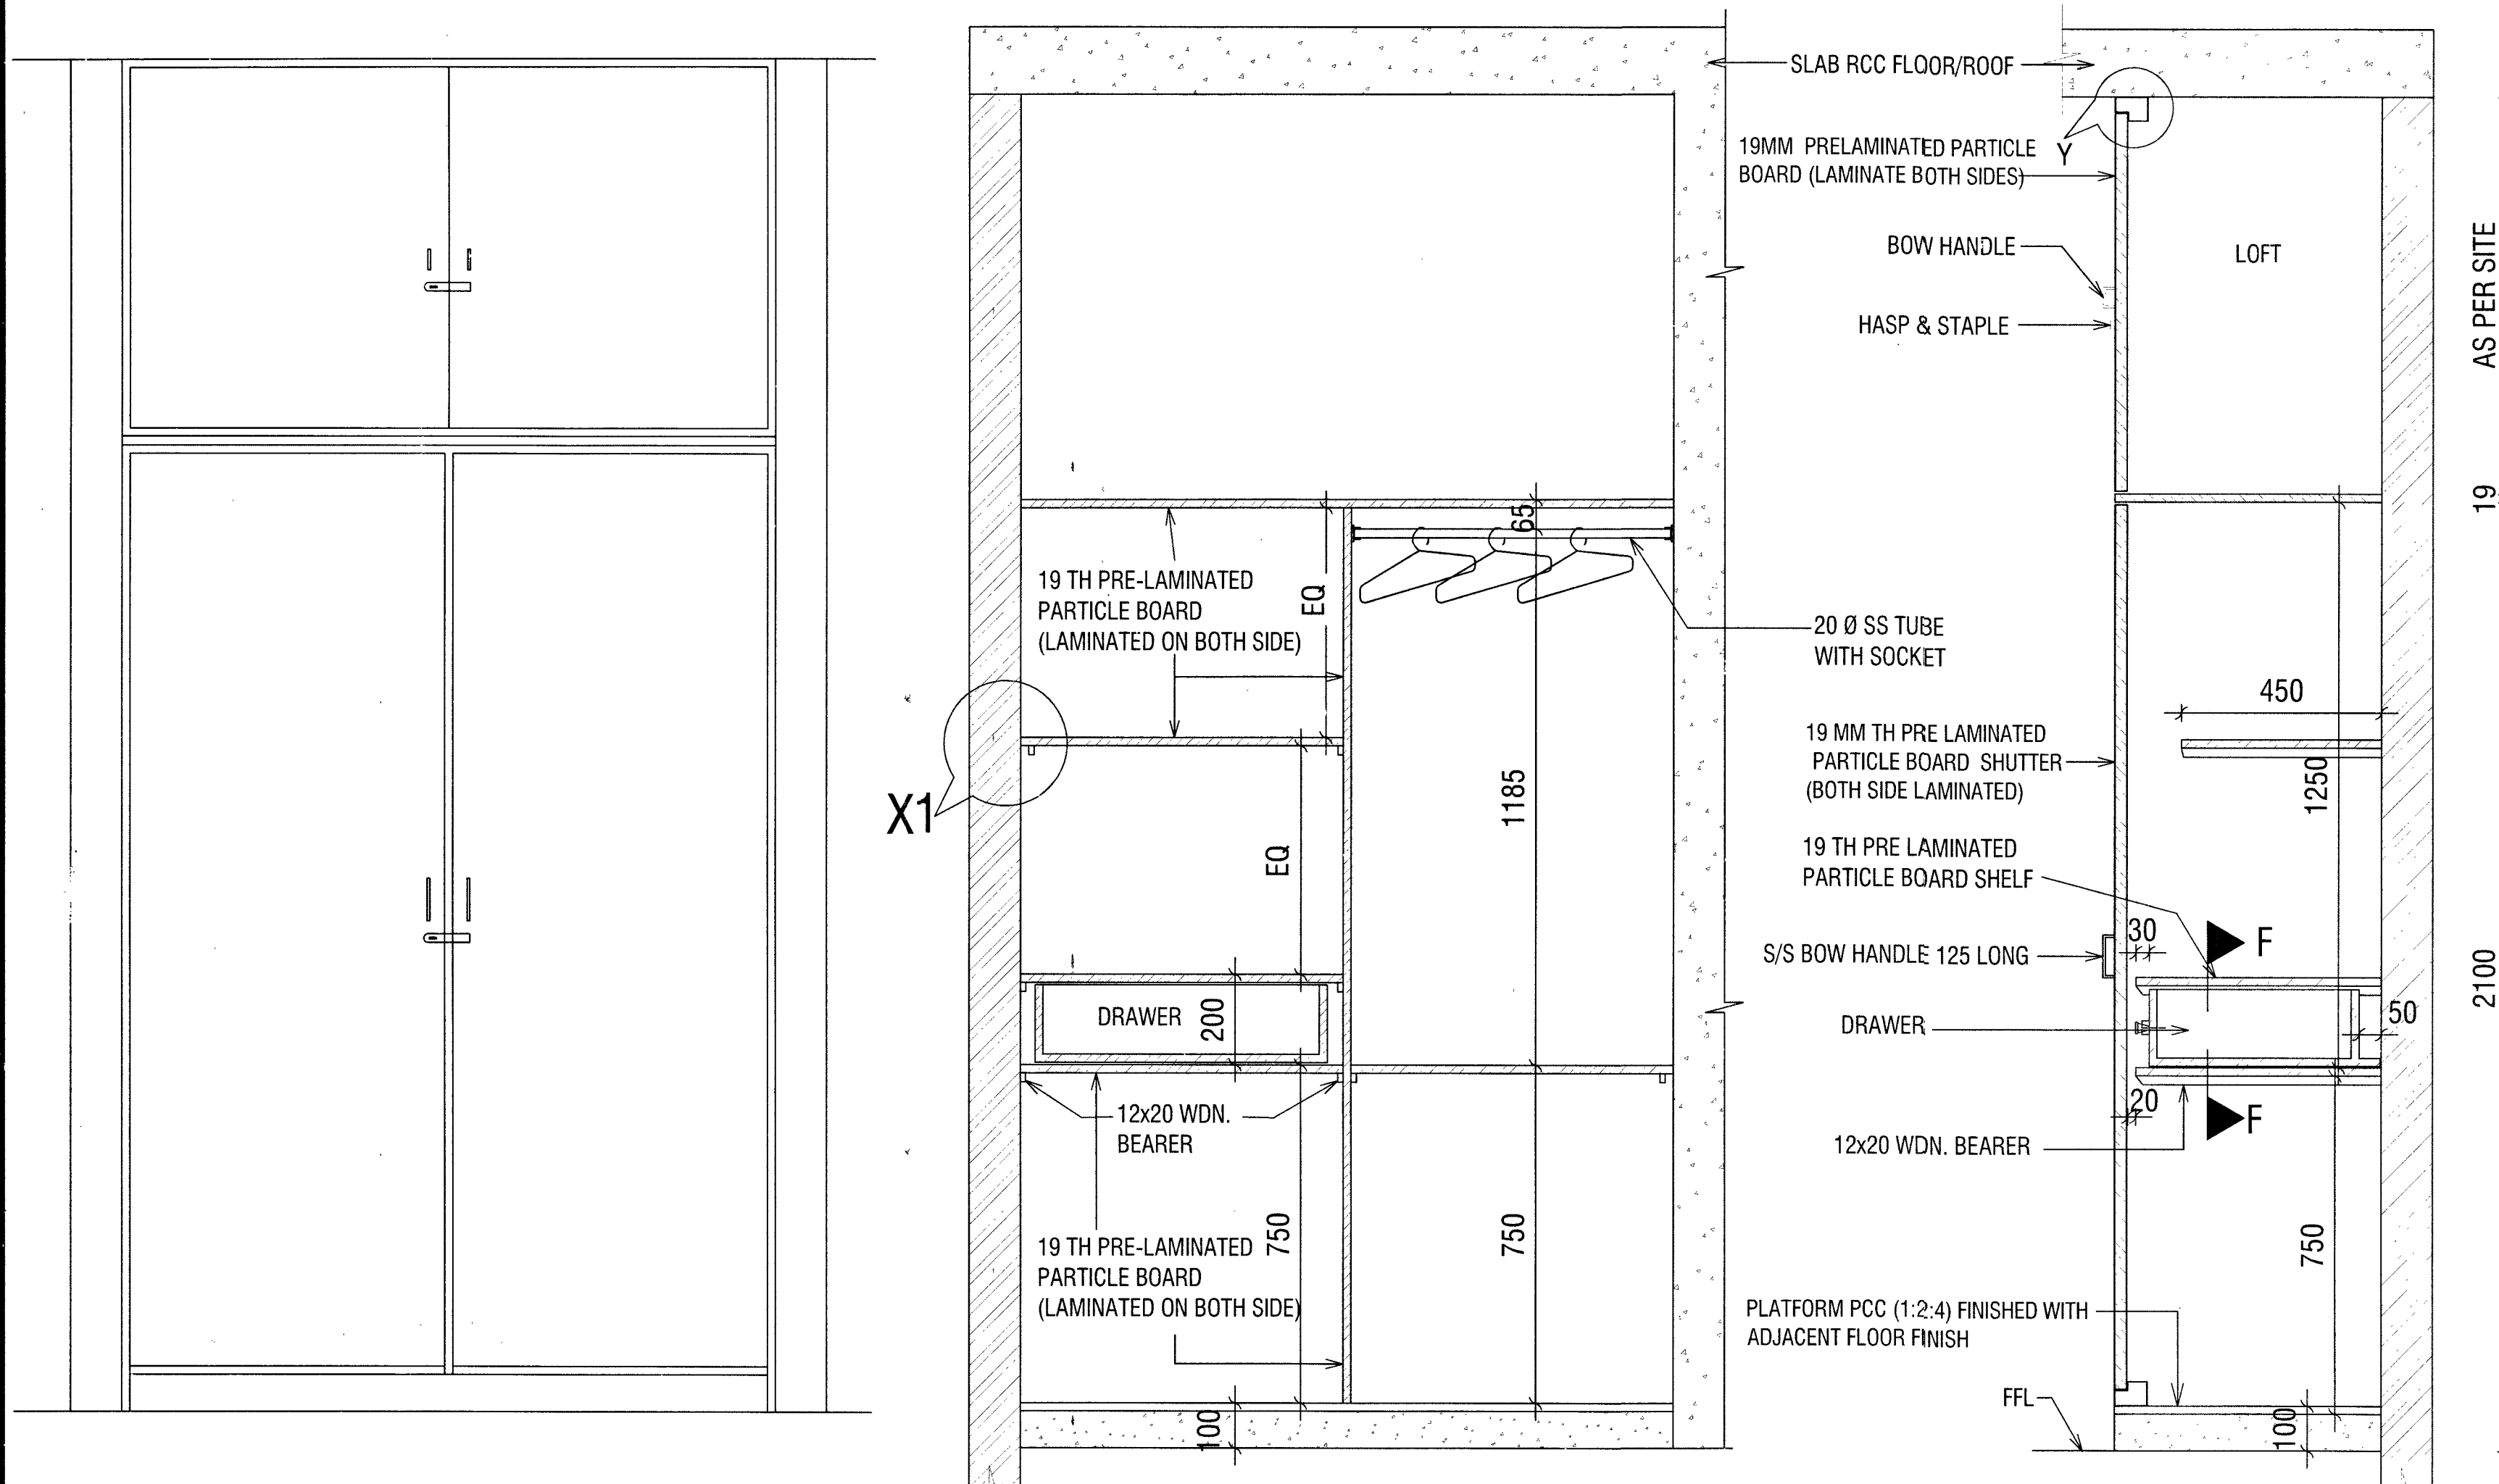 SLAB RCC FLOOR/ROOF
19MM PRELAMINATED PARTICLE
BOARD (LAMINATE BOTH SIDES)
Y
BOW HANDLE
LOFT
HASP & STAPLE
AS PER SITE
19
65
19 TH PRE-LAMINATED
PARTICLE BOARD
(LAMINATED ON BOTH SIDE)
EQ
20 Ø SS TUBE
WITH SOCKET
450
19 MM TH PRE LAMINATED
PARTICLE BOARD SHUTTER
(BOTH SIDE LAMINATED)
X1
1185
1250
EQ
19 TH PRE LAMINATED
PARTICLE BOARD SHELF
30
F
S/S BOW HANDLE 125 LONG
2100
DRAWER
200
DRAWER
50
12x20 WDN.
BEARER
20
F
12x20 WDN. BEARER
19 TH PRE-LAMINATED
PARTICLE BOARD
(LAMINATED ON BOTH SIDE)
750
750
750
PLATFORM PCC (1:2:4) FINISHED WITH
ADJACENT FLOOR FINISH
FFL
100
100